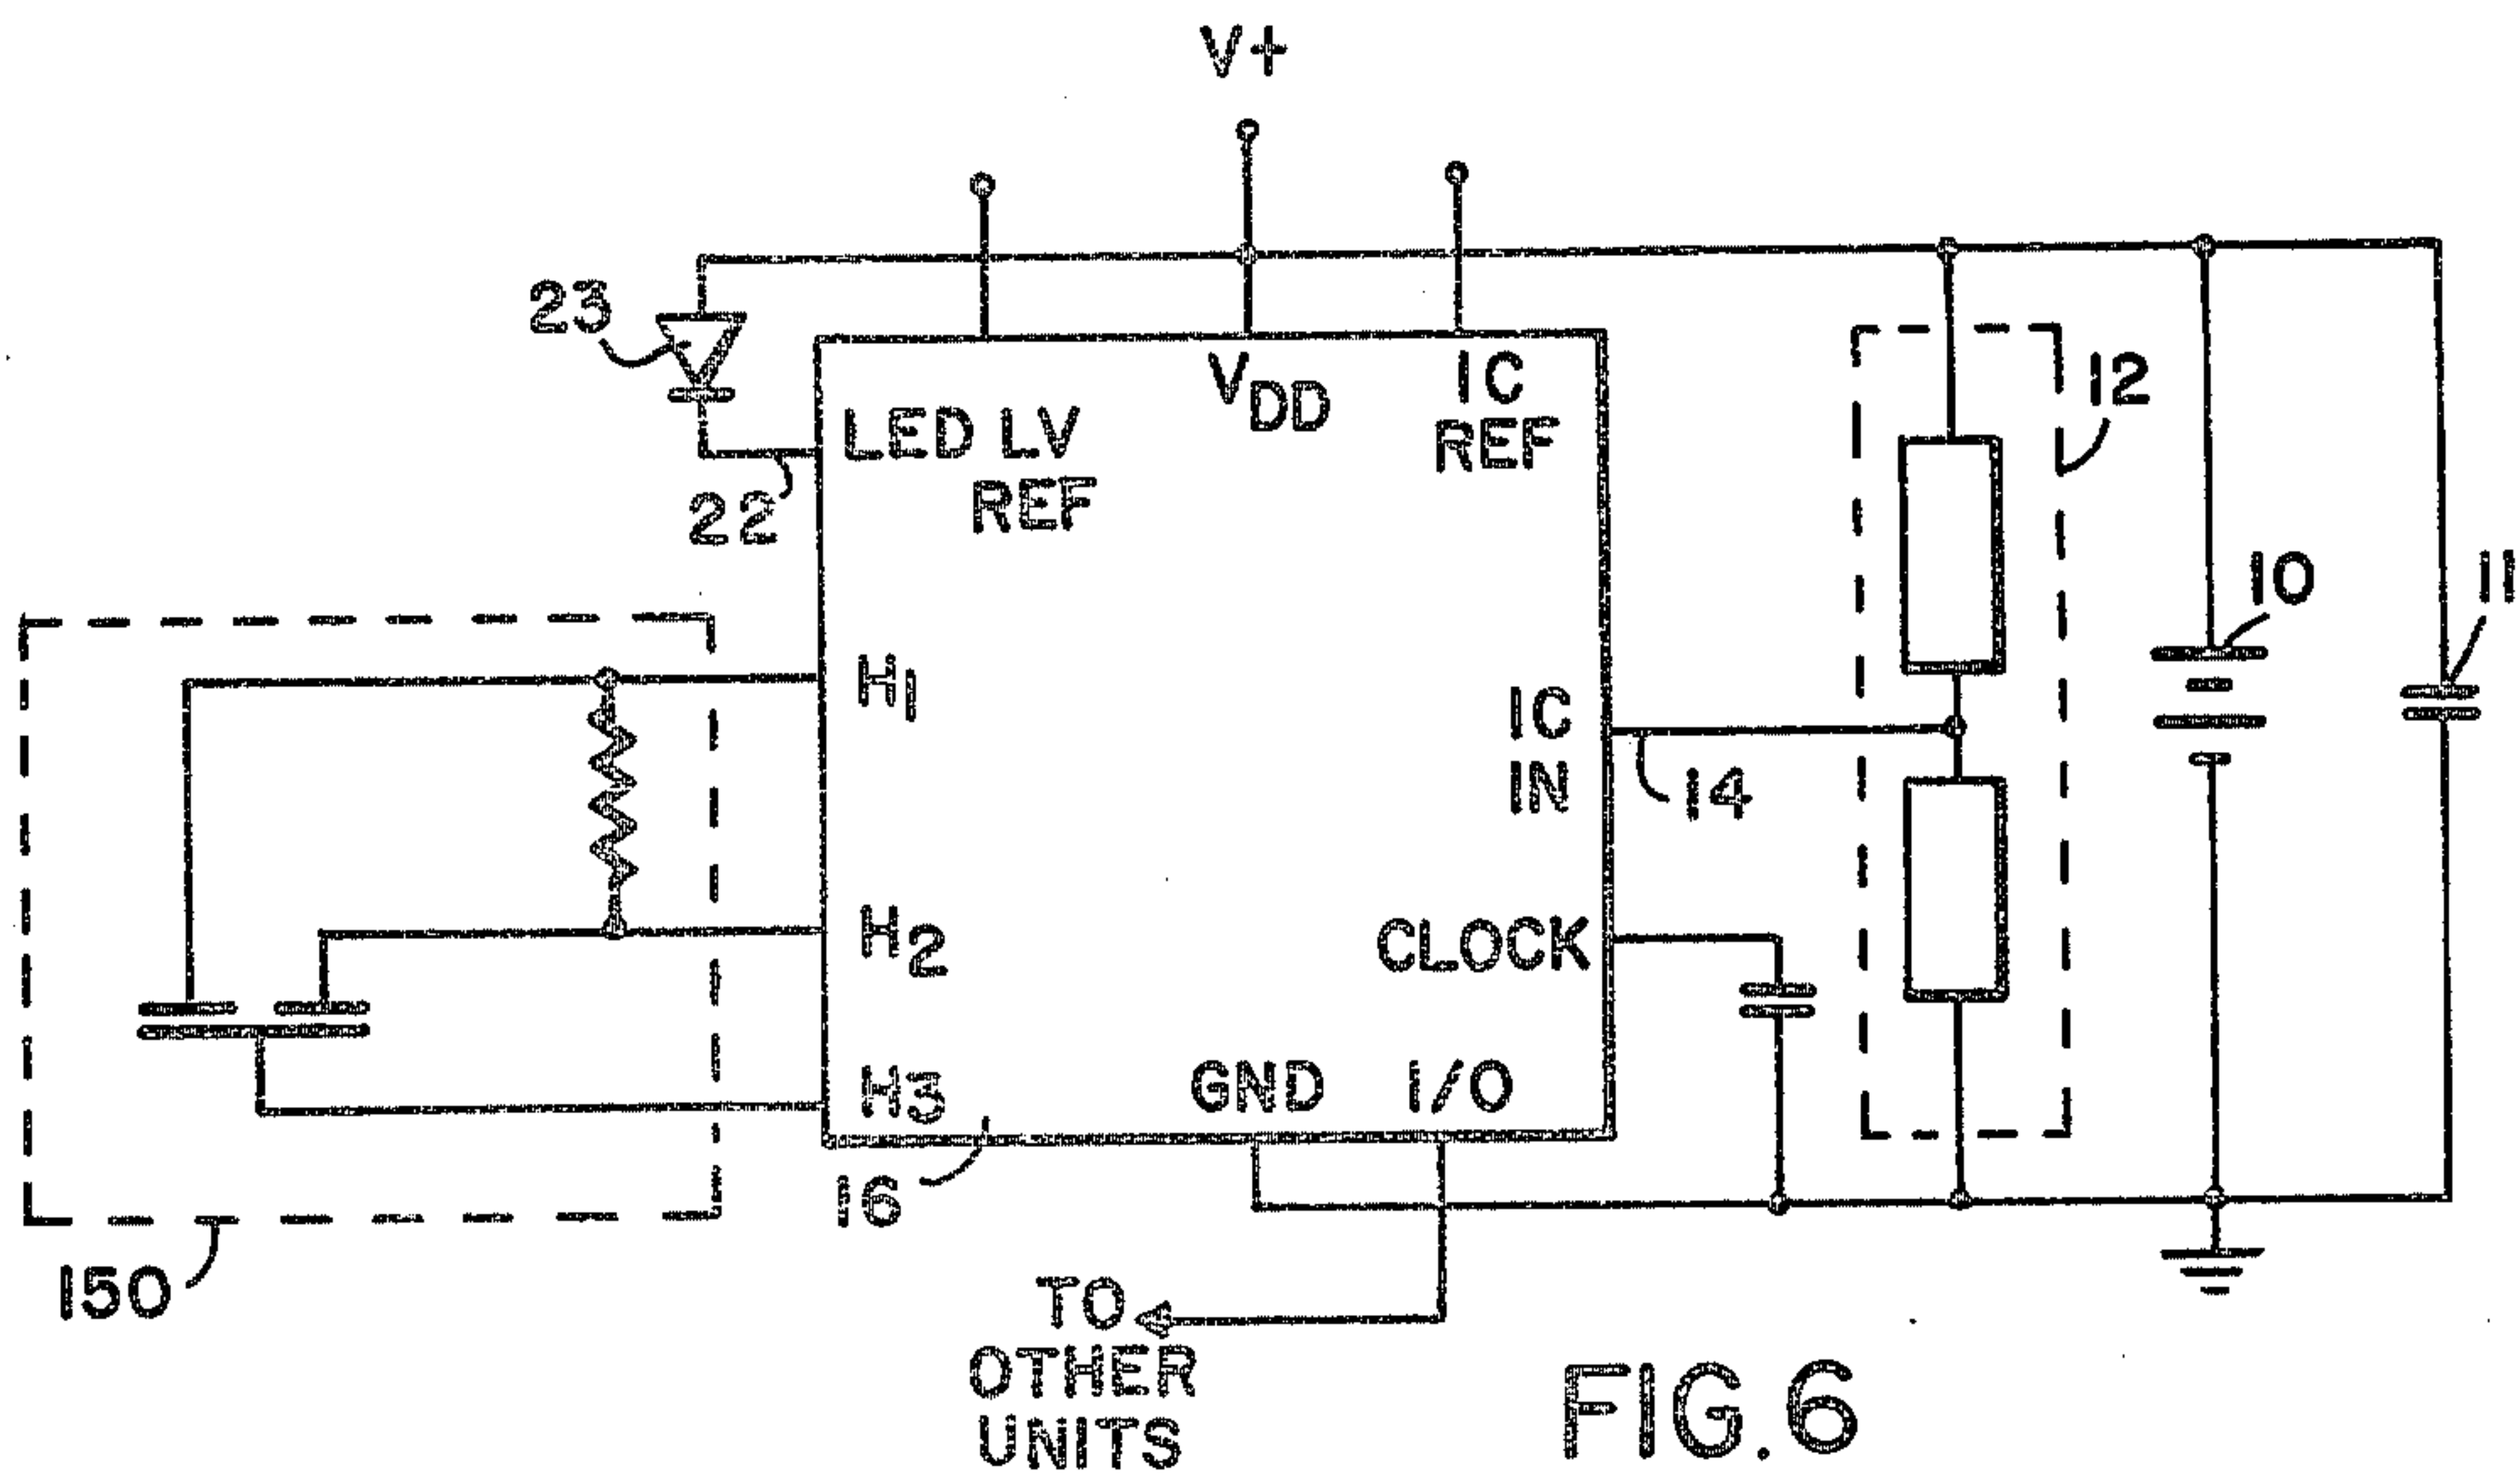 V+
23
12
LED LV
REF
VDD
IC
REF
22
10
11
H1
IC
IN
14
H2
CLOCK
H3
GND
I/O
16
150
TO
OTHER
UNITS
FIG.6